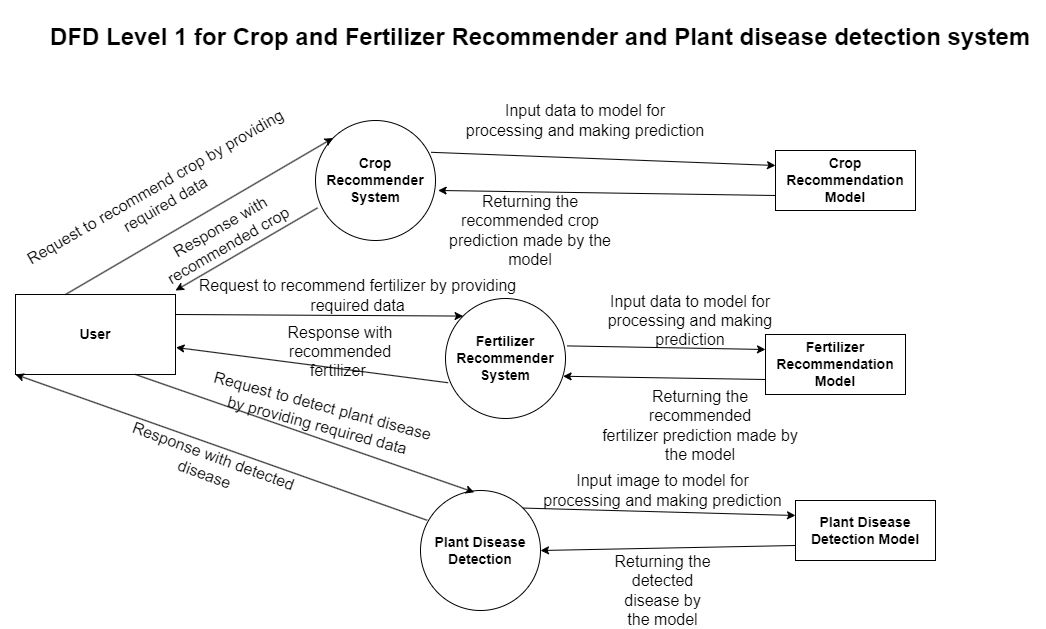 DFD Level 1 for Crop and Fertilizer Recommender and Plant disease detection system
Request to recommend crop by providing
required data
Response with
recommended crop
Crop
Recommender
System
Input data to model for
processing and making prediction
Returning the
recommended crop
prediction made by the
model
Crop
Recommendation
Model
User
Request to recommend fertilizer by providing
required data
Response with
recommended
fertilizer
Fertilizer
Recommender
System
Input data to model for
processing and making
prediction
Returning the
recommended
fertilizer prediction made by
the model
Fertilizer
Recommendation
Model
Request to detect plant disease
by providing required data
Response with detected
disease
Plant Disease
Detection
Input image to model for
processing and making prediction
Returning the
detected
disease by
the model
Plant Disease
Detection Model